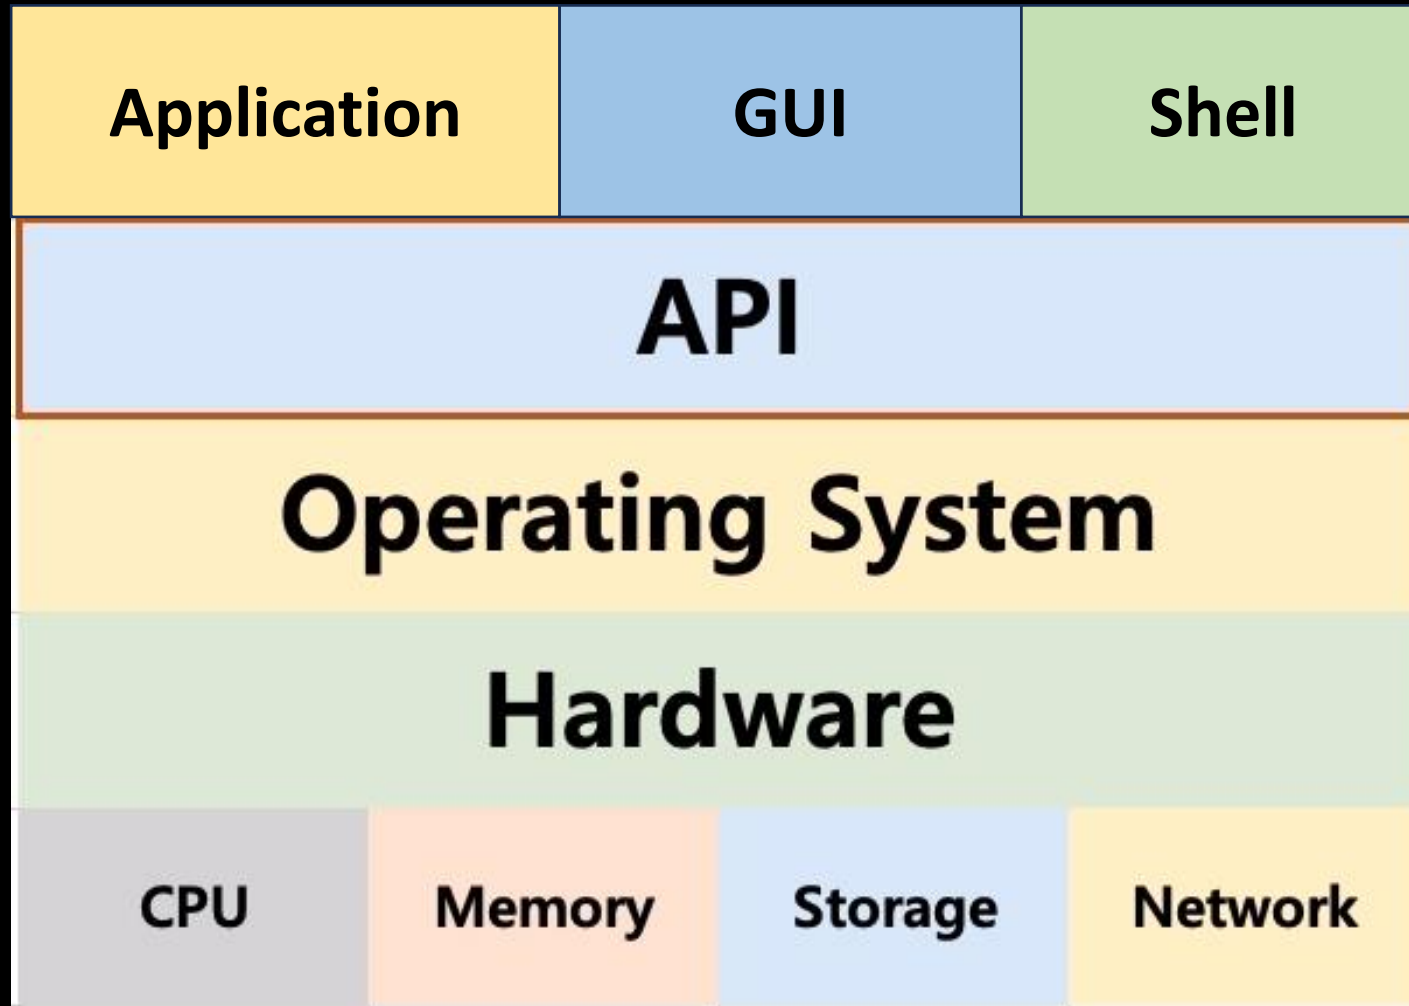 Application GUI Shell
API
Operating System
Hardware
CPU Memory Storage Network